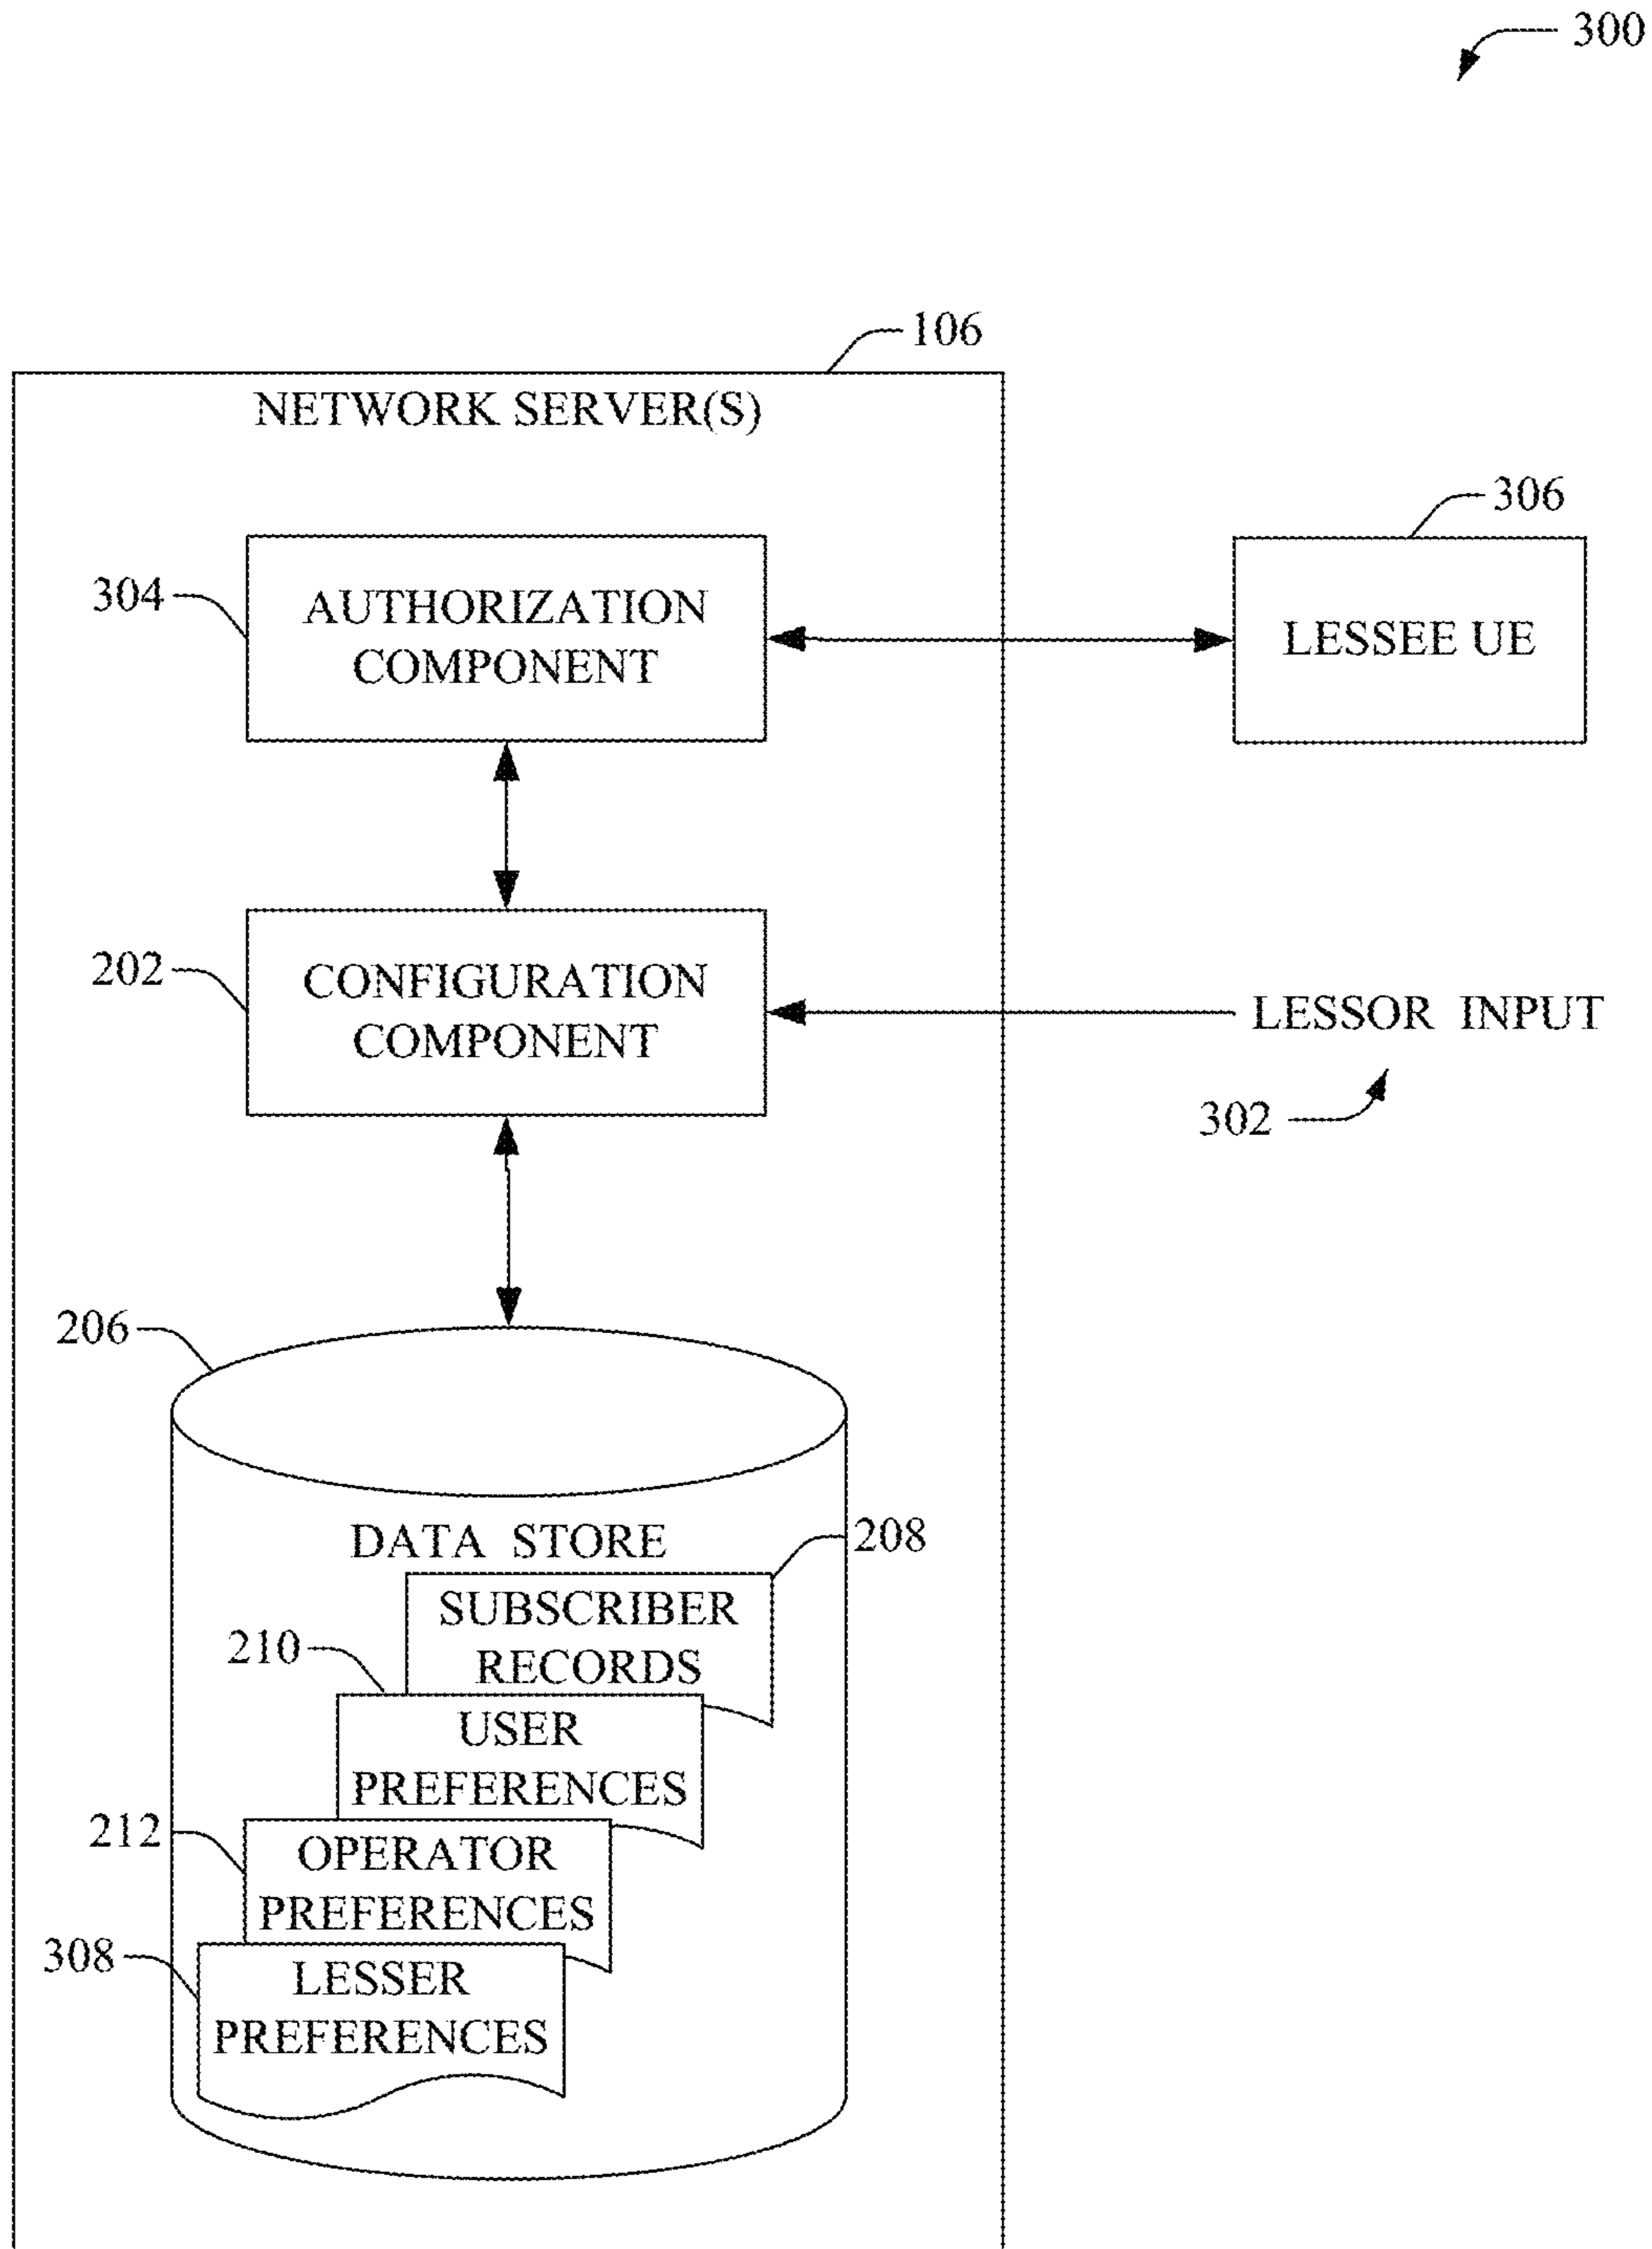 300
106
NETWORK SERVER(S)
306
304
AUTHORIZATION
COMPONENT
LESSEE UE
202
CONFIGURATION
COMPONENT
LESSOR INPUT
302
206
DATA STORE
208
SUBSCRIBER
RECORDS
210
USER
PREFERENCES
212
OPERATOR
PREFERENCES
308
LESSER
PREFERENCES